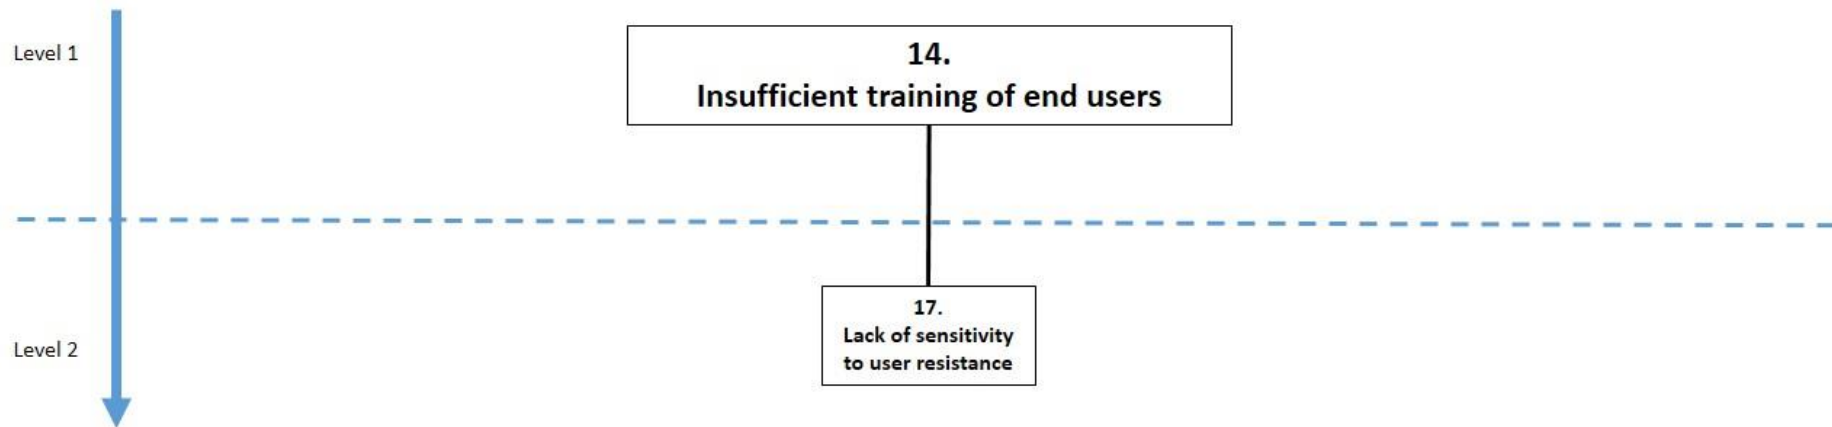 Level 1
14.
Insufficient training of end users
17.
Lack of sensitivity
to user resistance
Level 2